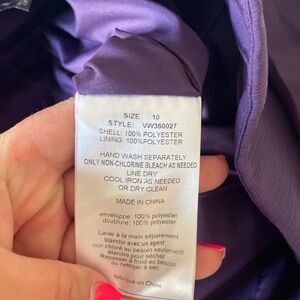 SIZE 10
STYLE: VW360027
SHELL: 100% POLYESTER
LINING: 100%POLYESTER
HAND WASH SEPARATELY
ONLY NON-CHLORINE BLEACH AS NEEDED
LINE DRY
COOL IRON AS NEEDED
OR DRY CLEAN
MADE IN CHINA
enveloppe: 100% polyester
doublure: 100% polyester
Laver à la main séparément
blanchir avec un agent
non chloré au besoin seulement
étendre pour sécher
Repasser à froid au besoin
ou nettoyer à sec
fabriqué en Chine